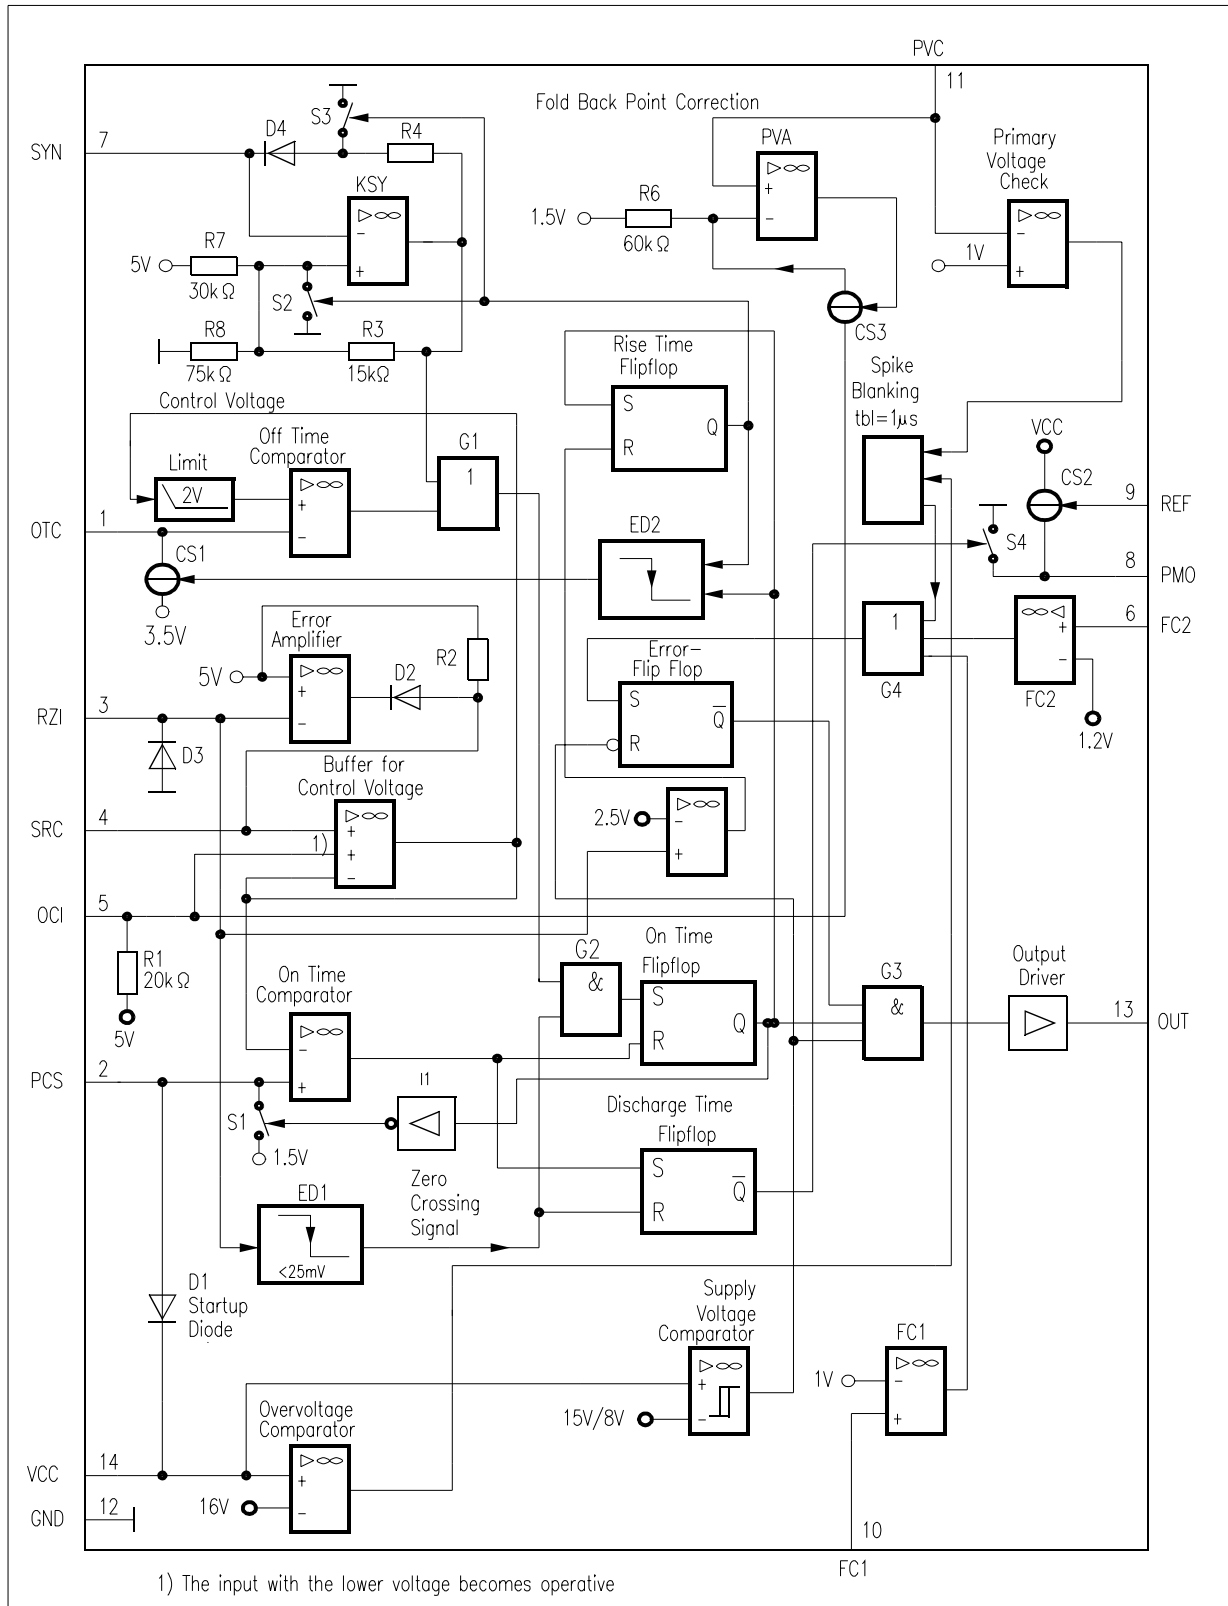 PVC
11
Fold Back Point Correction
S3
D4
R4
PVA
Primary
Voltage
Check
SYN
7
▷∞
+
−
KSY
R6
1.5V
60kΩ
▷∞
−
+
▷∞
−
+
1V
R7
5V
30kΩ
S2
CS3
R8
75kΩ
R3
15kΩ
Rise Time
Flipflop
S
R
Q
Spike
Blanking
tbl=1μs
Control Voltage
Off Time
Comparator
G1
1
VCC
Limit
2V
▷∞
+
−
CS2
9
REF
OTC
1
CS1
ED2
S4
8
PMO
3.5V
1
G4
∞◁
+
−
FC2
6
FC2
1.2V
Error
Amplifier
R2
5V
▷∞
+
−
D2
Error-
Flip Flop
S
R
Q
RZI
3
D3
Buffer for
Control Voltage
SRC
4
▷∞
+
1)
+
−
2.5V
▷∞
−
+
OCI
5
R1
20kΩ
5V
On Time
Flipflop
S
R
Q
G2
&
G3
&
Output
Driver
13
OUT
On Time
Comparator
▷∞
−
+
PCS
2
I1
S1
1.5V
Discharge Time
Flipflop
S
R
Q
Zero
Crossing
Signal
ED1
<25mV
D1
Startup
Diode
Supply
Voltage
Comparator
▷∞
+
−
15V/8V
FC1
▷∞
−
+
1V
Overvoltage
Comparator
▷∞
+
−
VCC
14
16V
GND
12
10
FC1
1) The input with the lower voltage becomes operative